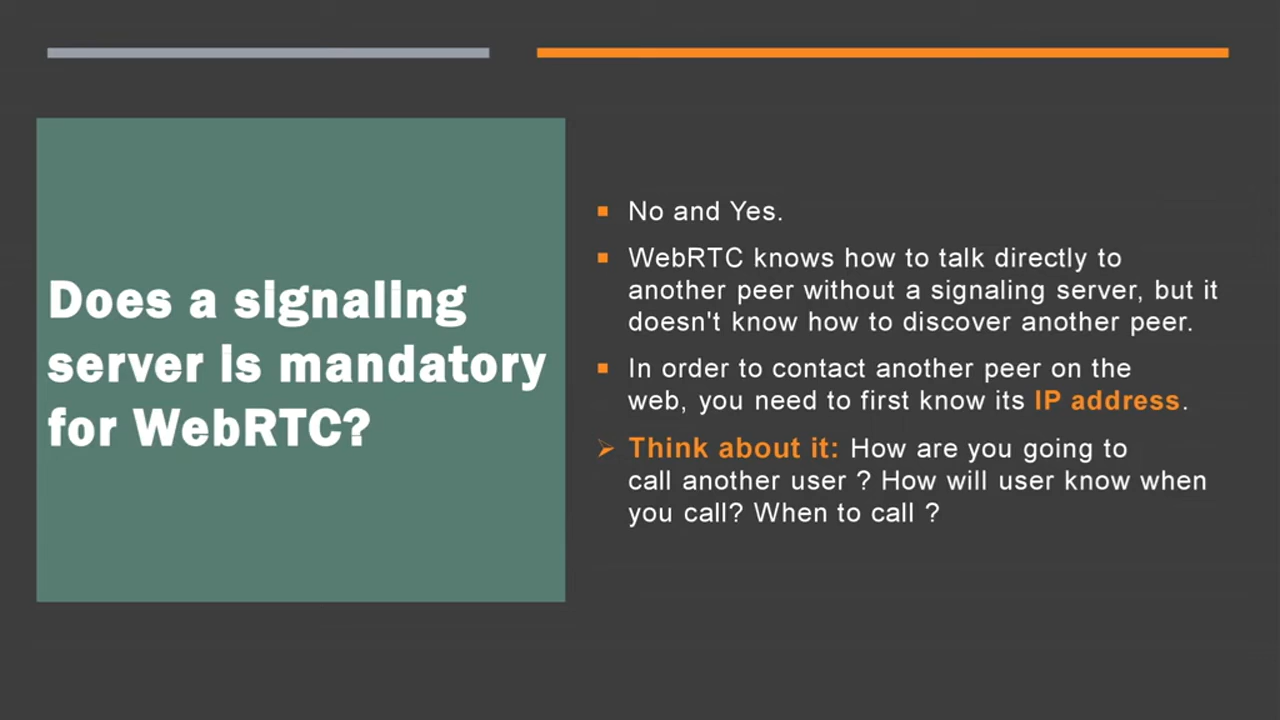 Does a signaling
server is mandatory
for WebRTC?
No and Yes.
WebRTC knows how to talk directly to
another peer without a signaling server, but it
doesn't know how to discover another peer.
In order to contact another peer on the
web, you need to first know its IP address.
Think about it: How are you going to
call another user ? How will user know when
you call? When to call ?